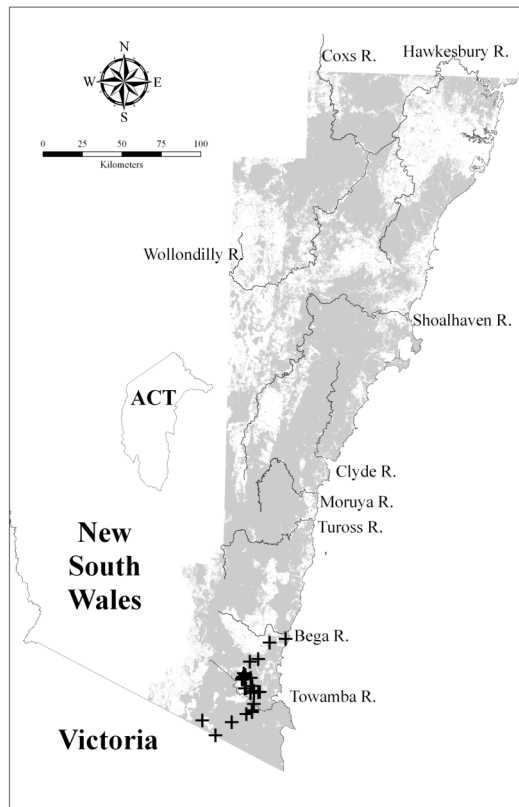 Coxs R.
Hawkesbury R.
N
W E
S
0 25 50 75 100
Kilometers
Wollondilly R.
Shoalhaven R.
ACT
Clyde R.
Moruya R.
Tuross R.
New
South
Wales
Bega R.
Towamba R.
Victoria